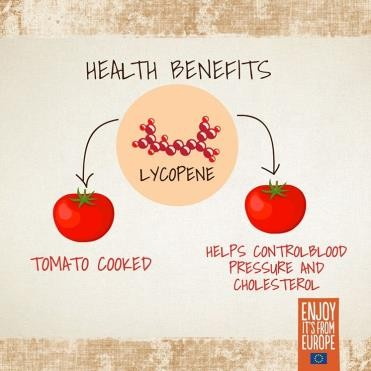 HEALTH BENEFITS
LYCOPENE
TOMATO COOKED
HELPS CONTROLBLOOD
PRESSURE AND
CHOLESTEROL
ENJOY
IT'S FROM
EUROPE